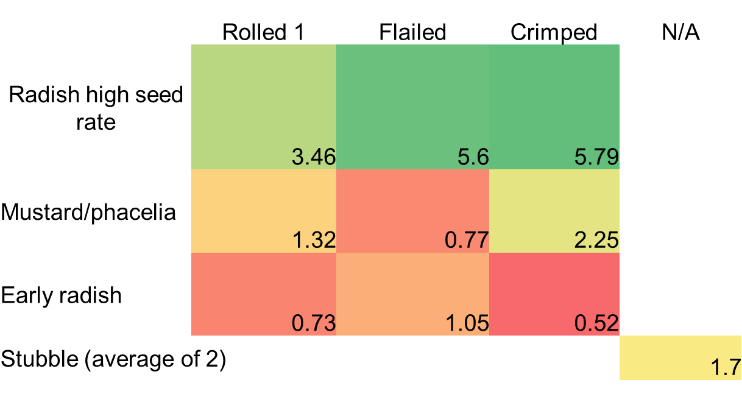 Rolled 1 Flailed Crimped N/A
Radish high seed
rate
3.46 5.6 5.79
Mustard/phacelia
1.32 0.77 2.25
Early radish
0.73 1.05 0.52
Stubble (average of 2)
1.7